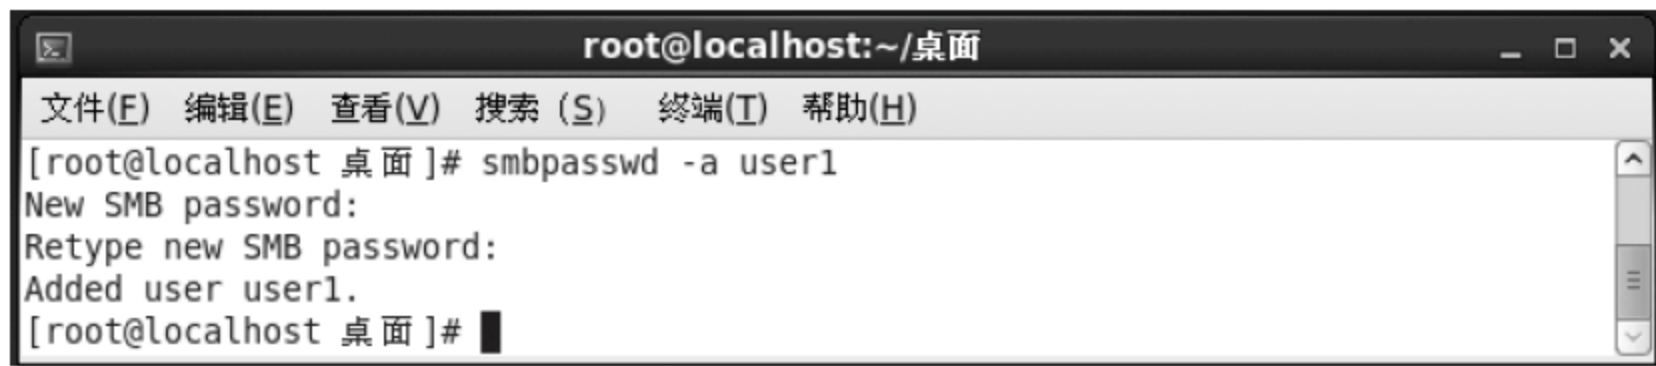 root@localhost:~/桌面
文件(F) 编辑(E) 查看(V) 搜索（S） 终端(T) 帮助(H)
[root@localhost 桌面]# smbpasswd -a user1
New SMB password:
Retype new SMB password:
Added user user1.
[root@localhost 桌面]#